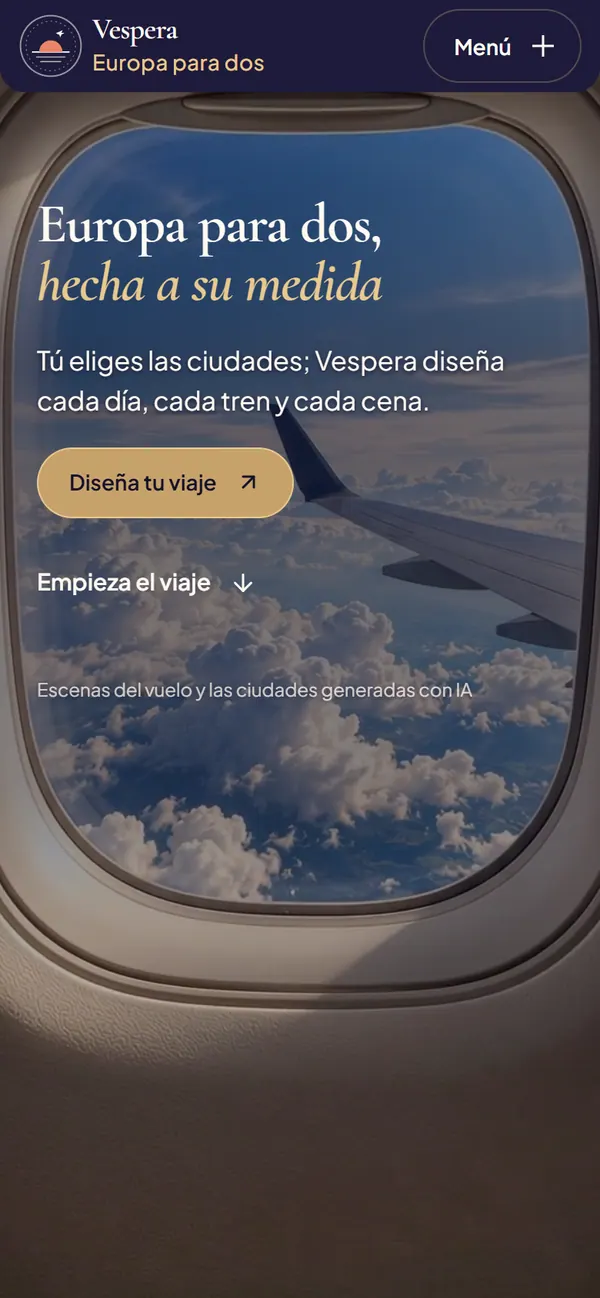 Vespera
Europa para dos
Menú
Europa para dos,
hecha a su medida
Tú eliges las ciudades; Vespera diseña
cada día, cada tren y cada cena.
Diseña tu viaje
Empieza el viaje
Escenas del vuelo y las ciudades generadas con IA